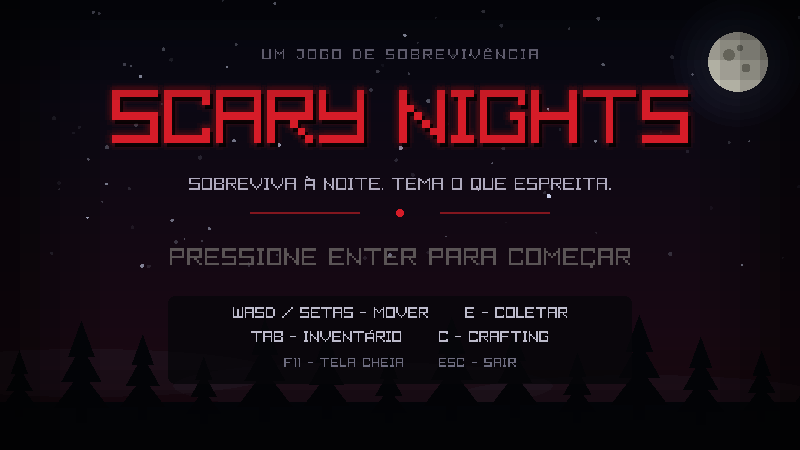 UM JOGO DE SOBREVIVÊNCIA
SCARY NIGHTS
SOBREVIVA À NOITE. TEMA O QUE ESPREITA.
PRESSIONE ENTER PARA COMEÇAR
WASD / SETAS - MOVER E - COLETAR
TAB - INVENTÁRIO C - CRAFTING
F11 - TELA CHEIA ESC - SAIR